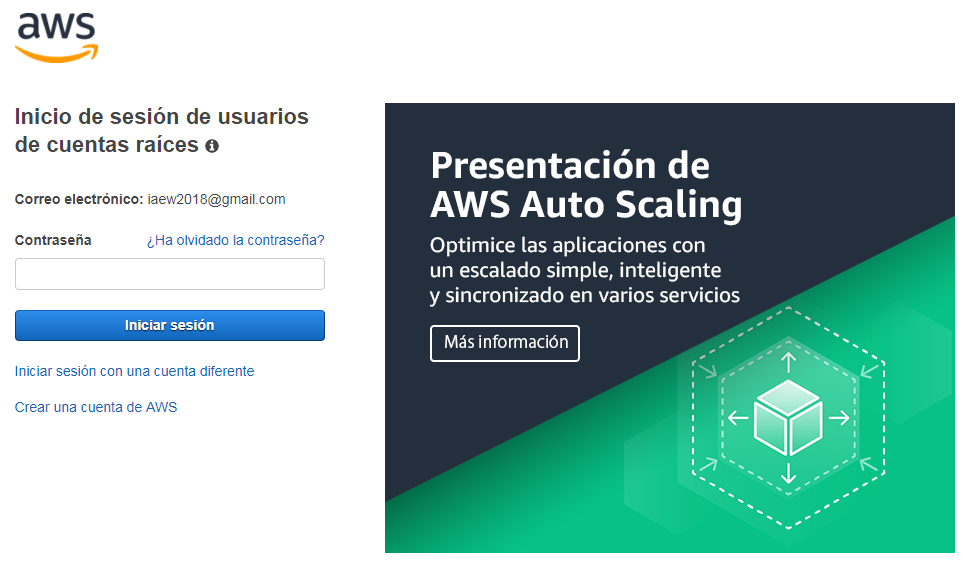 aws
Inicio de sesión de usuarios
de cuentas raíces
Correo electrónico: iaew2018@gmail.com
Contraseña ¿Ha olvidado la contraseña?
Iniciar sesión
Iniciar sesión con una cuenta diferente
Crear una cuenta de AWS
Presentación de
AWS Auto Scaling
Optimice las aplicaciones con
un escalado simple, inteligente
y sincronizado en varios servicios
Más información